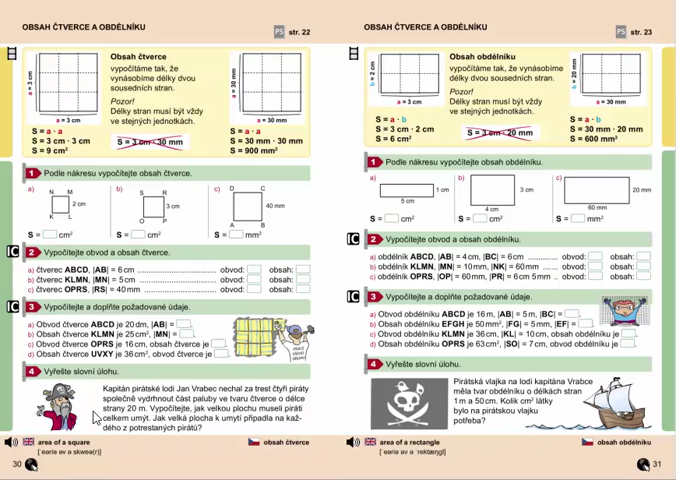 OBSAH ČTVERCE A OBDÉLNÍKU
PS str. 22
a = 3 cm
a = 3 cm
Obsah čtverce
vypočítáme tak, že
vynásobíme délky dvou
sousedních stran.
Pozor!
Délky stran musí být vždy
ve stejných jednotkách.
a = 30 mm
a = 30 mm
S = a · a
S = 3 cm · 3 cm
S = 9 cm²
S = 3 cm · 30 mm
S = a · a
S = 30 mm · 30 mm
S = 900 mm²
1 Podle nákresu vypočítejte obsah čtverce.
a) N M 2 cm K L
b) S R 3 cm O P
c) D C 40 mm A B
S = cm² S = cm² S = mm²
2 Vypočítejte obvod a obsah čtverce.
a) čtverec ABCD, |AB| = 6 cm ........ obvod: obsah:
b) čtverec KLMN, |MN| = 5 cm ........ obvod: obsah:
c) čtverec OPRS, |RS| = 40 mm ........ obvod: obsah:
3 Vypočítejte a doplňte požadované údaje.
a) Obvod čtverce ABCD je 20 cm, |AB| = .
b) Obsah čtverce KLMN je 25 cm², |MN| = .
c) Obvod čtverce OPRS je 16 cm, obsah čtverce je .
d) Obsah čtverce UVXY je 36 cm², obvod čtverce je .
4 Vyřešte slovní úlohu.
Kapitán pirátské lodi Jan Vrabec nechal za trest čtyři piráty
společně vydrhnout část paluby ve tvaru čtverce o délce
strany 20 m. Vypočítejte, jak velkou plochu museli piráti
celkem umýt. Jak velká plocha k umytí připadla na kaž-
dého z potrestaných pirátů?
area of a square
obsah čtverce
30
OBSAH ČTVERCE A OBDÉLNÍKU
PS str. 23
b = 2 cm
a = 3 cm
Obsah obdélníku
vypočítáme tak, že
vynásobíme délky dvou
sousedních stran.
Pozor!
Délky stran musí být vždy
ve stejných jednotkách.
b = 20 mm
a = 30 mm
S = a · b
S = 3 cm · 2 cm
S = 6 cm²
S = 3 cm · 20 mm
S = a · b
S = 30 mm · 20 mm
S = 600 mm²
1 Podle nákresu vypočítejte obsah obdélníku.
a) 1 cm 5 cm
b) 3 cm 4 cm
c) 20 mm 60 mm
S = cm² S = cm² S = mm²
2 Vypočítejte obvod a obsah obdélníku.
a) obdélník ABCD, |AB| = 4 cm, |BC| = 6 cm ........ obvod: obsah:
b) obdélník KLMN, |MN| = 10 mm, |NK| = 60 mm ...... obvod: obsah:
c) obdélník OPRS, |OP| = 60 mm, |PR| = 6 cm 5 mm .. obvod: obsah:
3 Vypočítejte a doplňte požadované údaje.
a) Obvod obdélníku ABCD je 16 m, |AB| = 5 m, |BC| = .
b) Obsah obdélníku EFGH je 50 mm², |FG| = 5 mm, |EF| = .
c) Obvod obdélníku KLMN je 36 cm, |KL| = 10 cm, obsah obdélníku je .
d) Obsah obdélníku OPRS je 63 cm², |SO| = 7 cm, obvod obdélníku je .
4 Vyřešte slovní úlohu.
Pirátská vlajka na lodi kapitána Vrabce
měla tvar obdélníku o délkách stran
1 m a 50 cm. Kolik cm² látky
bylo na pirátskou vlajku
potřeba?
area of a rectangle
obsah obdélníku
31